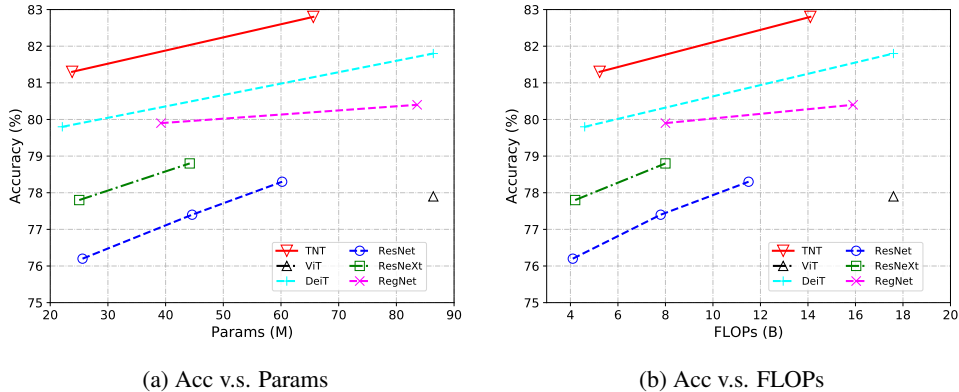 83
82
81
80
79
78
77
76
75
Accuracy (%)
20 30 40 50 60 70 80 90
Params (M)
TNT
ViT
DeiT
ResNet
ResNeXt
RegNet
(a) Acc v.s. Params
83
82
81
80
79
78
77
76
75
Accuracy (%)
4 6 8 10 12 14 16 18 20
FLOPs (B)
TNT
ViT
DeiT
ResNet
ResNeXt
RegNet
(b) Acc v.s. FLOPs